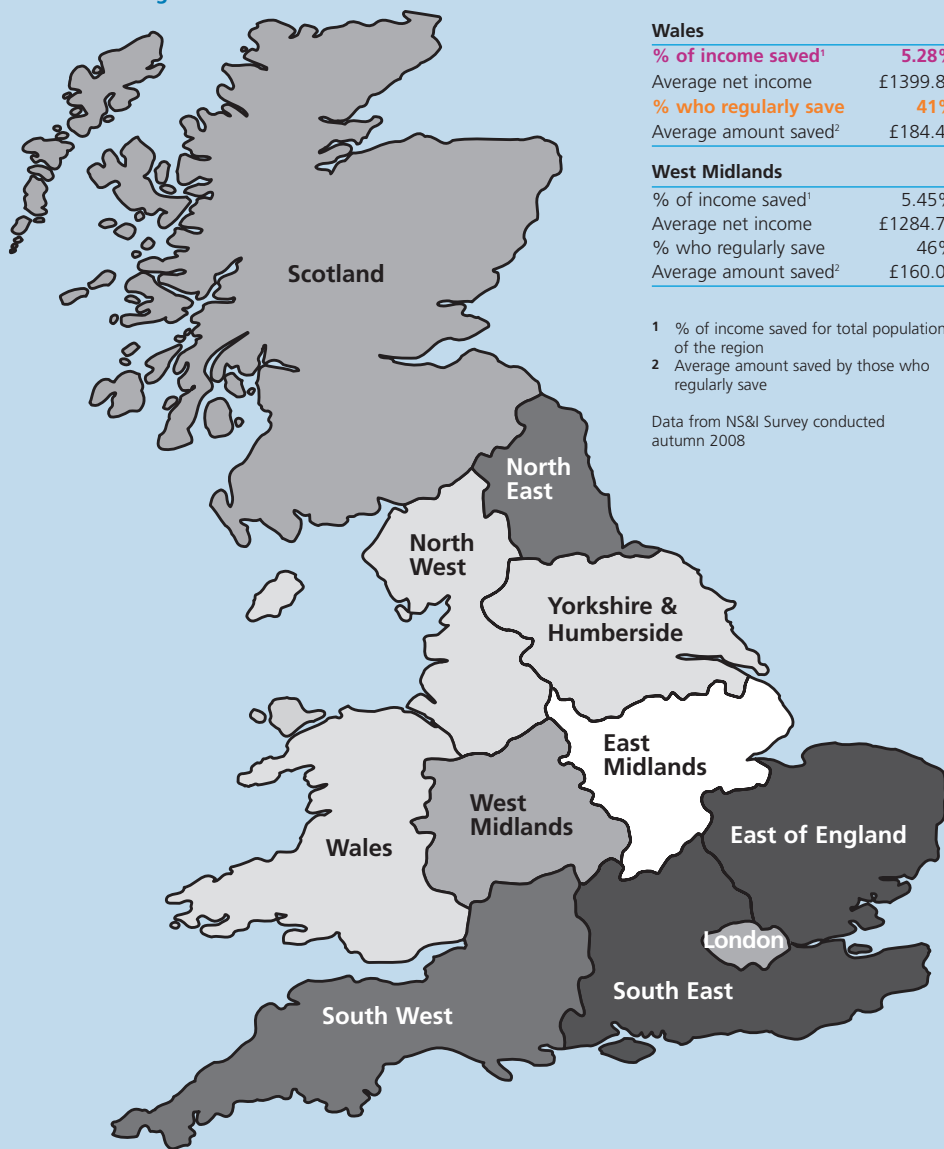 Wales
% of income saved¹ 5.28%
Average net income £1399.8
% who regularly save 41%
Average amount saved² £184.4
West Midlands
% of income saved¹ 5.45%
Average net income £1284.7
% who regularly save 46%
Average amount saved² £160.0
1 % of income saved for total population
of the region
2 Average amount saved by those who
regularly save
Data from NS&I Survey conducted
autumn 2008
Scotland
North
East
North
West
Yorkshire &
Humberside
East
Midlands
West
Midlands
Wales
East of England
London
South East
South West